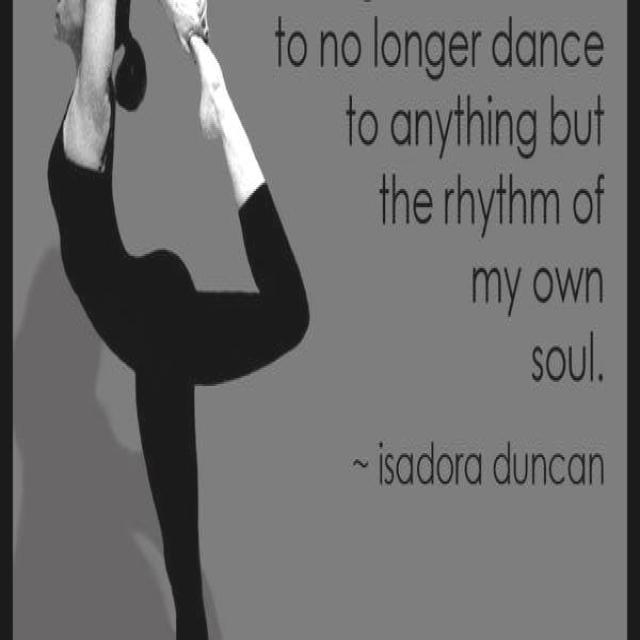 to no longer dance
to anything but
the rhythm of
my own
soul.
~ isadora duncan